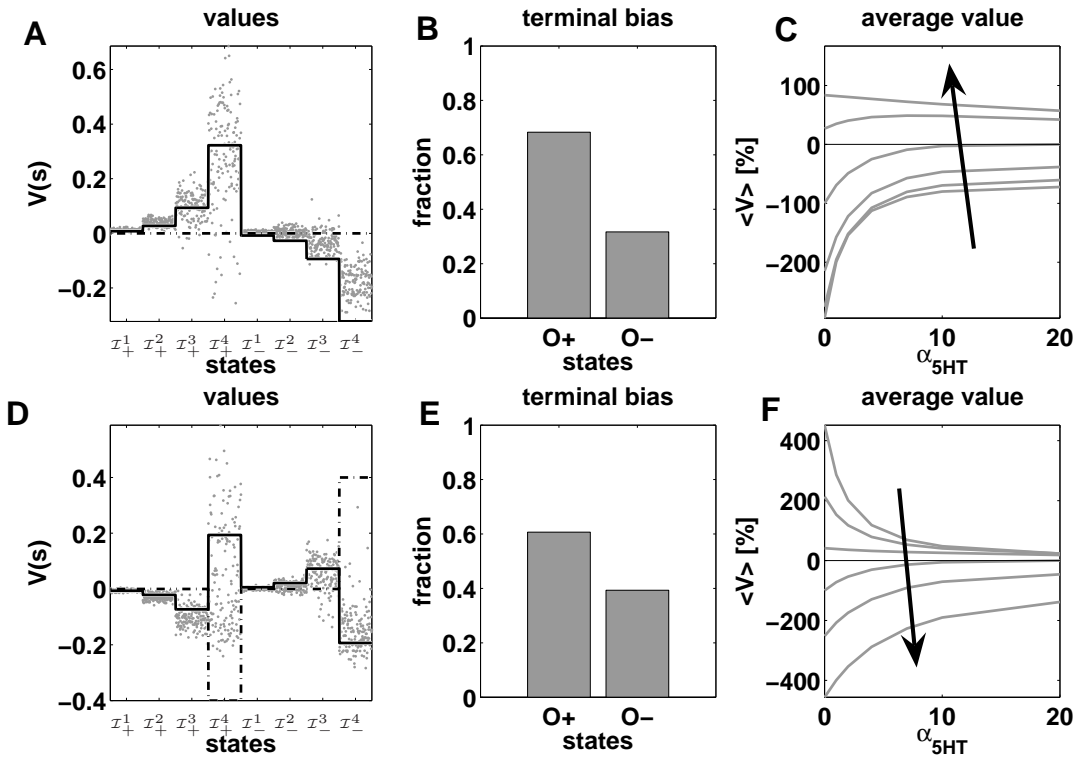 A
values
V(s)
0.6
0.4
0.2
0
−0.2
𝓘¹₊ 𝓘²₊ 𝓘³₊ 𝓘⁴₊ 𝓘¹₋ 𝓘²₋ 𝓘³₋ 𝓘⁴₋
states
B
terminal bias
fraction
1
0.8
0.6
0.4
0.2
0
O+ O−
states
C
average value
<V> [%]
100
0
−100
−200
0 10 20
α5HT
D
values
V(s)
0.4
0.2
0
−0.2
−0.4
𝓘¹₊ 𝓘²₊ 𝓘³₊ 𝓘⁴₊ 𝓘¹₋ 𝓘²₋ 𝓘³₋ 𝓘⁴₋
states
E
terminal bias
fraction
1
0.8
0.6
0.4
0.2
0
O+ O−
states
F
average value
<V> [%]
400
200
0
−200
−400
0 10 20
α5HT